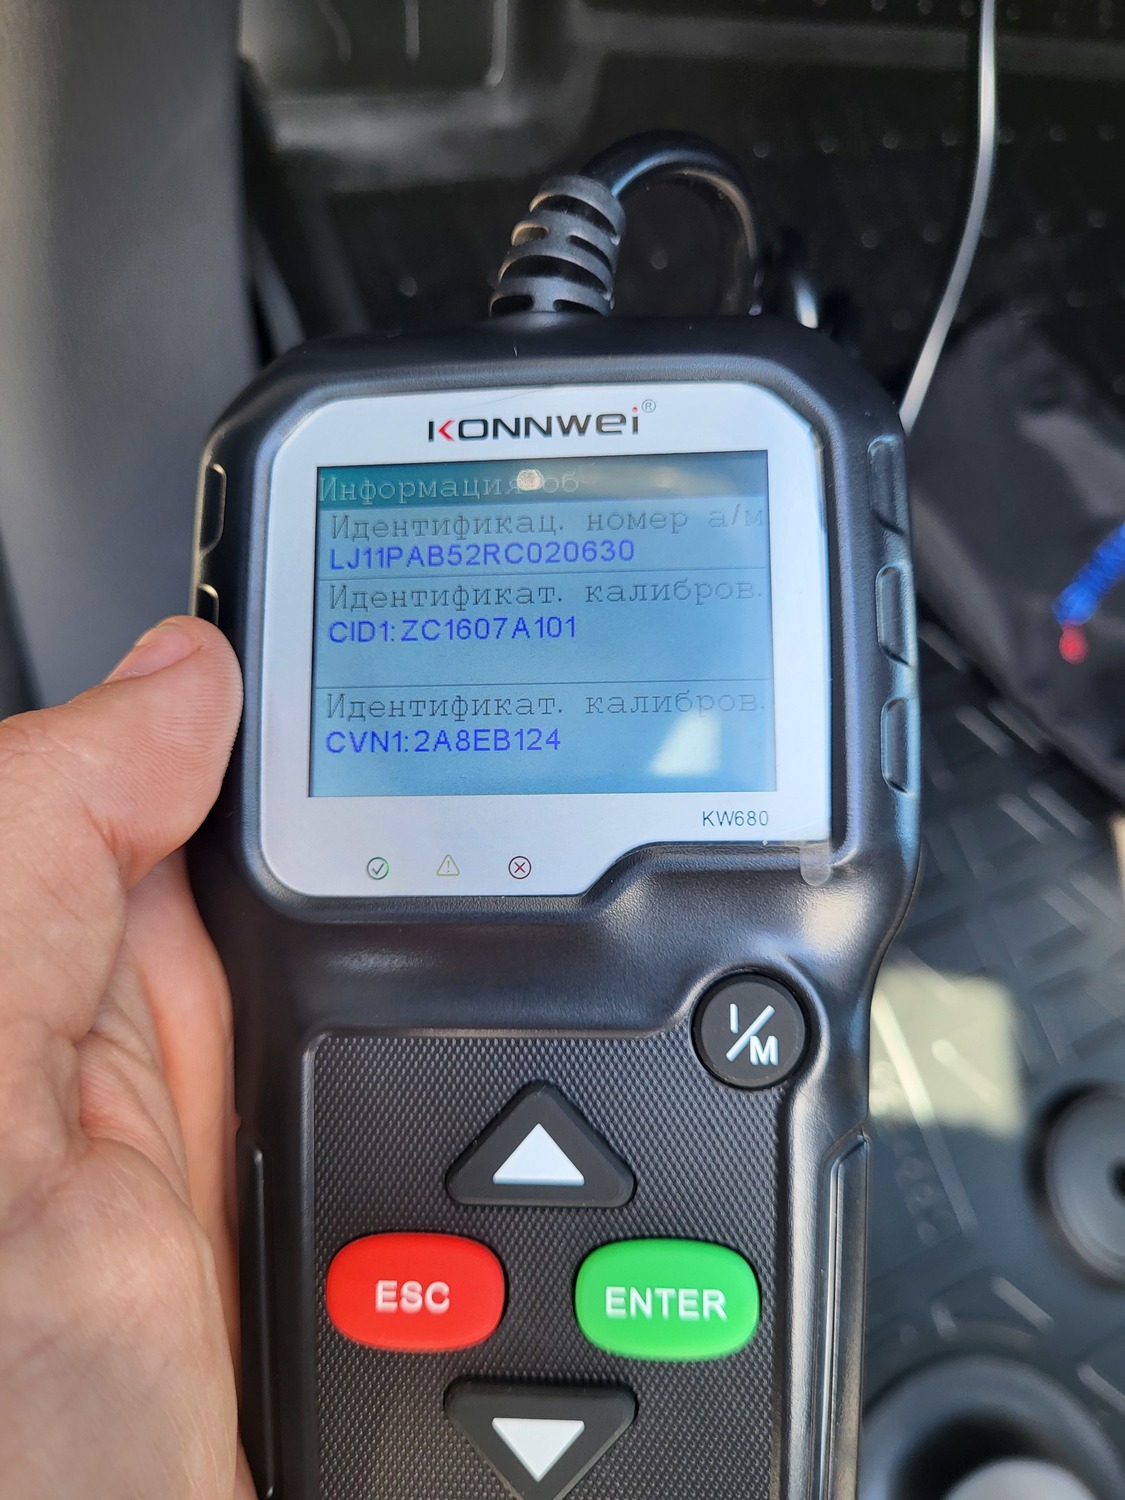 KONNWEI®
Информация об
Идентификац. номер а/м
LJ11PAB52RC020630
Идентификат. калибров.
CID1:ZC1607A101
Идентификат. калибров.
CVN1:2A8EB124
KW680
I/M
ESC
ENTER